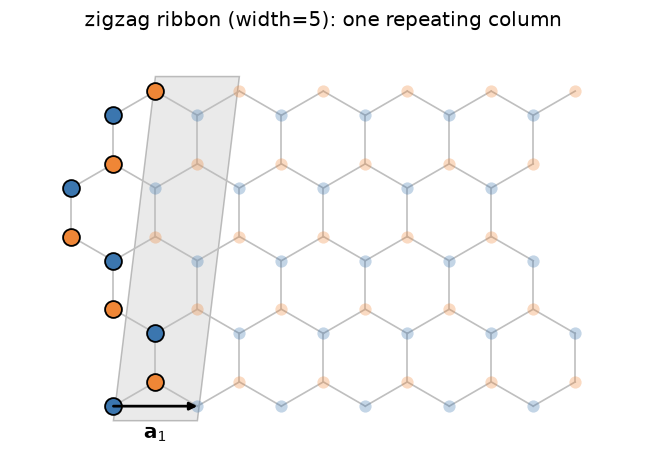 zigzag ribbon (width=5): one repeating column
a₁